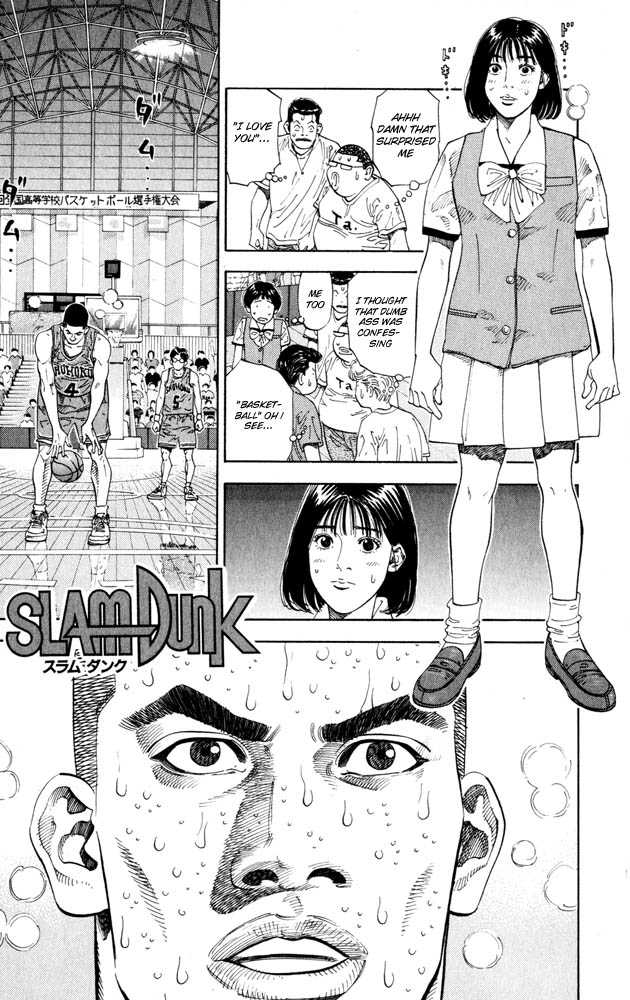 ドキ…
ドキ…
AHHH
DAMN THAT
SURPRISED
ME
"I LOVE
YOU"...
Ta.
I THOUGHT
THAT DUMB
ASS WAS
CONFES-
SING
ME
TOO
Ta.
"BASKET-
BALL" OH I
SEE...
ダム…
ダム…
全国高等学校バスケットボール選手権大会
4
5
SLAM DUNK
スラムダンク